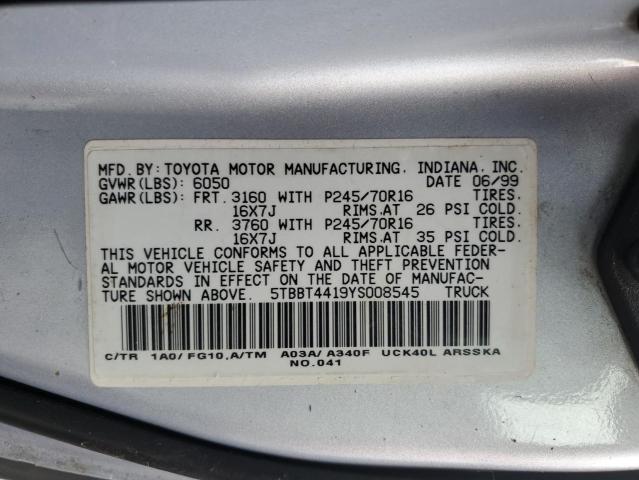 MFD. BY: TOYOTA MOTOR MANUFACTURING, INDIANA, INC.
GVWR(LBS): 6050 DATE 06/99
GAWR(LBS): FRT. 3160 WITH P245/70R16 TIRES.
16X7J RIMS.AT 26 PSI COLD.
RR. 3760 WITH P245/70R16 TIRES.
16X7J RIMS.AT 35 PSI COLD.
THIS VEHICLE CONFORMS TO ALL APPLICABLE FEDER-
AL MOTOR VEHICLE SAFETY AND THEFT PREVENTION
STANDARDS IN EFFECT ON THE DATE OF MANUFAC-
TURE SHOWN ABOVE. 5TBBT4419YS008545 TRUCK
C/TR 1A0/ FG10,A/TM A03A/ A340F UCK40L ARSSKA
NO.041